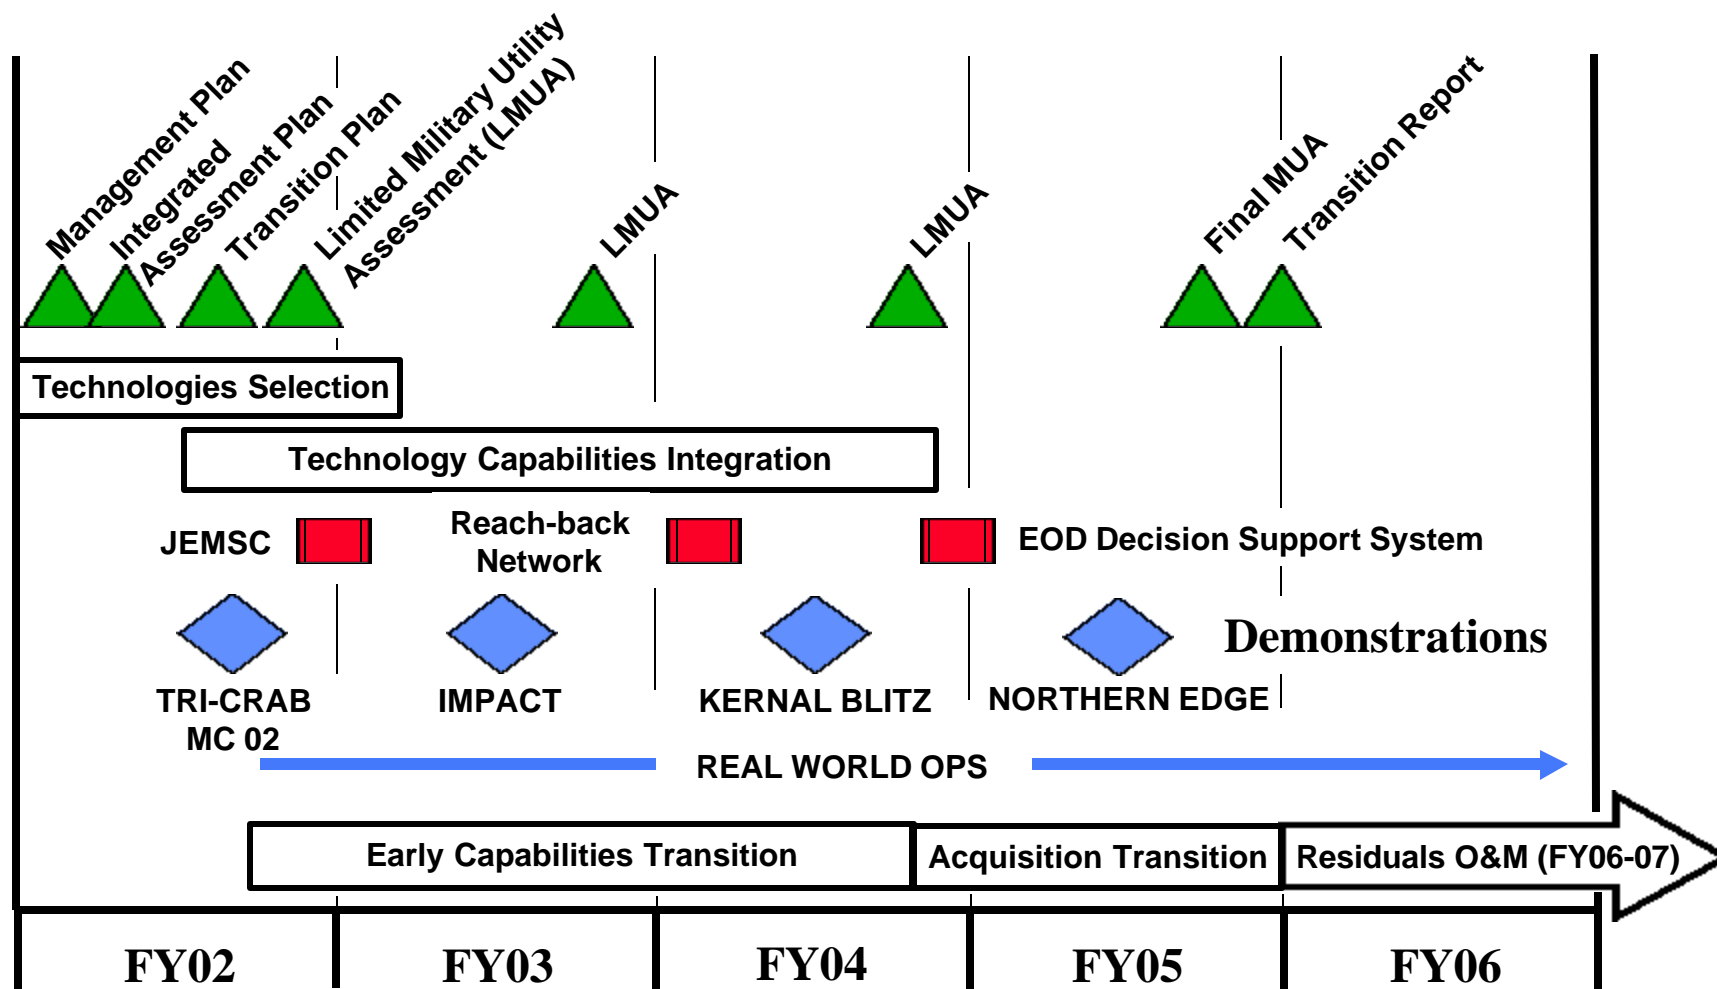 Management Plan
Integrated
Assessment Plan
Transition Plan
Limited Military Utility
Assessment (LMUA)
LMUA
LMUA
Final MUA
Transition Report
Technologies Selection
Technology Capabilities Integration
JEMSC
Reach-back
Network
EOD Decision Support System
Demonstrations
TRI-CRAB
MC 02
IMPACT
KERNAL BLITZ
NORTHERN EDGE
REAL WORLD OPS
Early Capabilities Transition
Acquisition Transition
Residuals O&M (FY06-07)
FY02
FY03
FY04
FY05
FY06